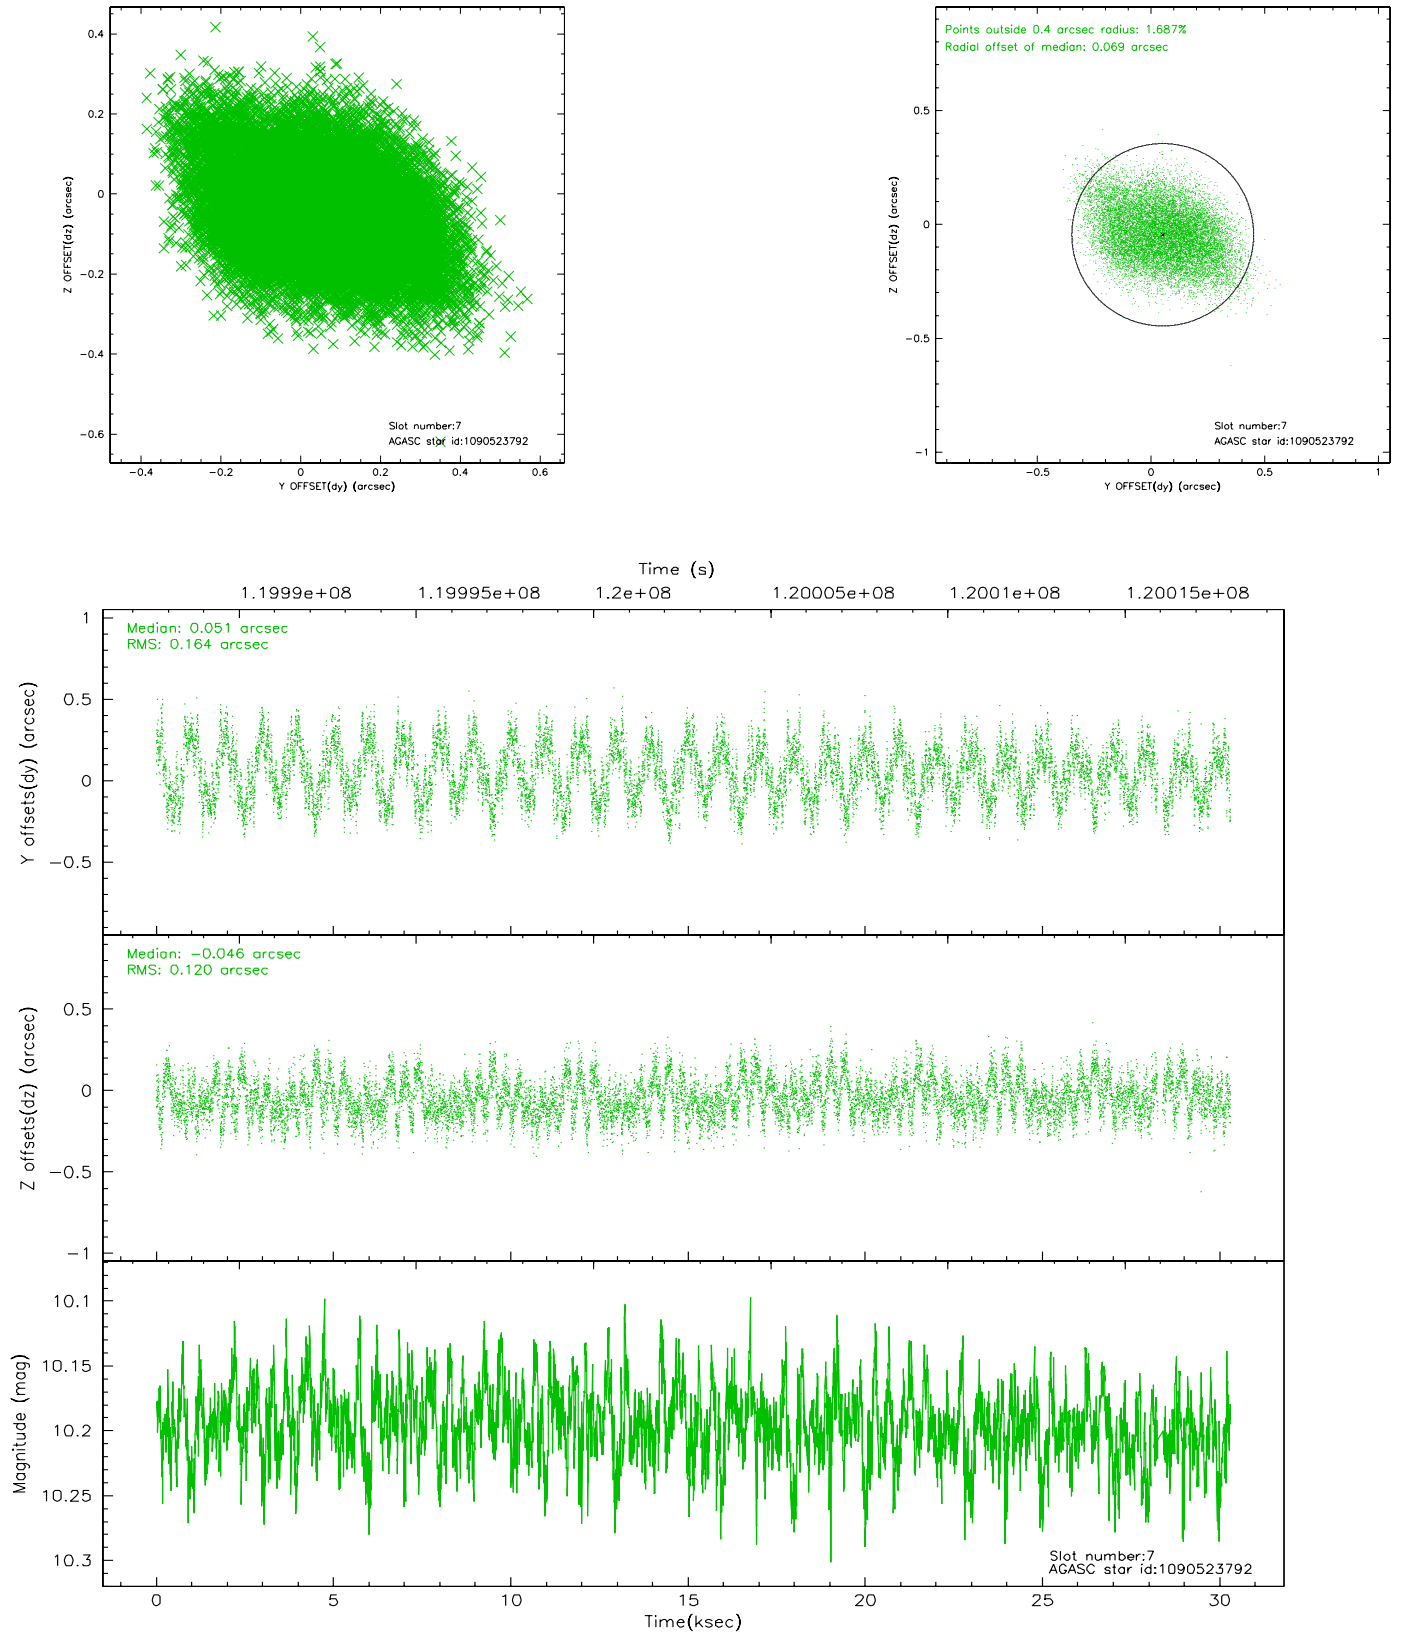 0.4
0.2
0
−0.2
−0.4
−0.6
Z OFFSET(dz) (arcsec)
Slot number:7
AGASC star id:1090523792
−0.4 −0.2 0 0.2 0.4 0.6
Y OFFSET(dy) (arcsec)
Points outside 0.4 arcsec radius: 1.687%
Radial offset of median: 0.069 arcsec
0.5
0
−0.5
−1
Z OFFSET(dz) (arcsec)
Slot number:7
AGASC star id:1090523792
−0.5 0 0.5 1
Y OFFSET(dy) (arcsec)
Time (s)
1.1999e+08 1.19995e+08 1.2e+08 1.20005e+08 1.2001e+08 1.20015e+08
Median: 0.051 arcsec
RMS: 0.164 arcsec
1
0.5
0
−0.5
Y offsets(dy) (arcsec)
Median: −0.046 arcsec
RMS: 0.120 arcsec
0.5
0
−0.5
−1
Z offsets(dz) (arcsec)
10.1
10.15
10.2
10.25
10.3
Magnitude (mag)
Slot number:7
AGASC star id:1090523792
0 5 10 15 20 25 30
Time(ksec)